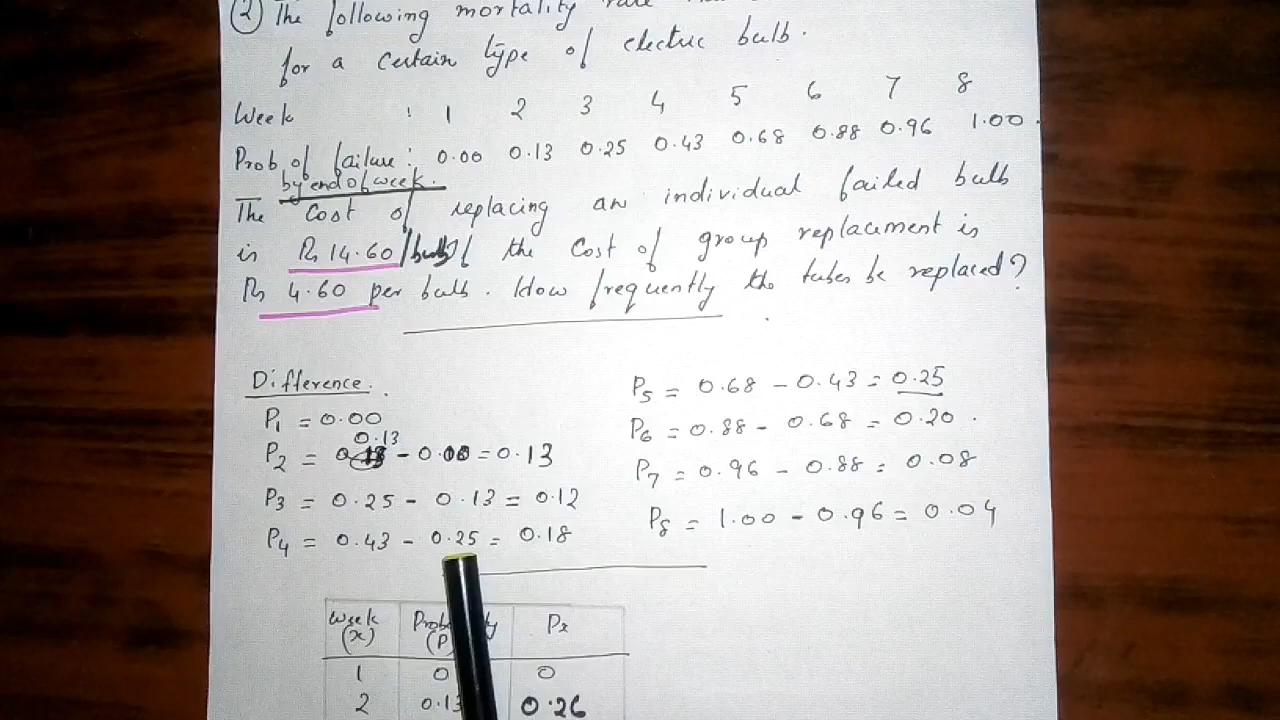 (2) The following mortality
for a certain type of electric bulb.
Week : 1 2 3 4 5 6 7 8
Prob. of failure : 0.00 0.13 0.25 0.43 0.68 0.88 0.96 1.00.
by end of week.
The Cost of replacing an individual failed bulb
is Rs 14.60/ the Cost of group replacement is
Rs 4.60 per bulb. How frequently the tubes be replaced?
Difference.
P1 = 0.00
0.13
P2 = - 0.00 = 0.13
P3 = 0.25 - 0.13 = 0.12
P4 = 0.43 - 0.25 = 0.18
P5 = 0.68 - 0.43 = 0.25
P6 = 0.88 - 0.68 = 0.20.
P7 = 0.96 - 0.88 = 0.08
P8 = 1.00 - 0.96 = 0.04
Week Px
(x) (P
1 0 0
2 0.13 0.26